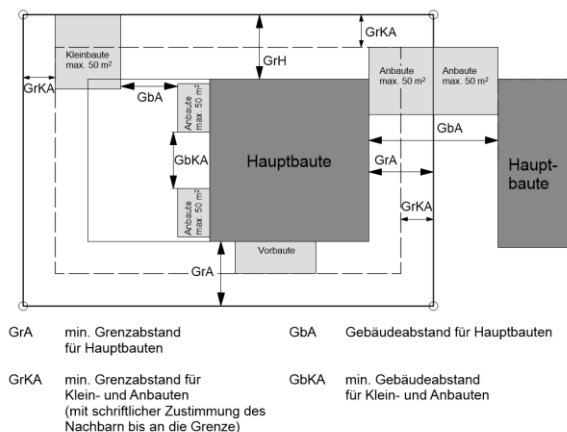 Kleinbaute
max. 50 m²
GrKA
GrH
GrKA
GbA
Anbaute
max. 50 m²
Anbaute
max. 50 m²
Anbaute
max. 50 m²
GbA
GbKA
Hauptbaute
GrA
Haupt-
baute
Anbaute
max. 50 m²
GrKA
Vorbaute
GrA
GrA min. Grenzabstand
für Hauptbauten
GbA Gebäudeabstand für Hauptbauten
GrKA min. Grenzabstand für
Klein- und Anbauten
(mit schriftlicher Zustimmung des
Nachbarn bis an die Grenze)
GbKA min. Gebäudeabstand
für Klein- und Anbauten